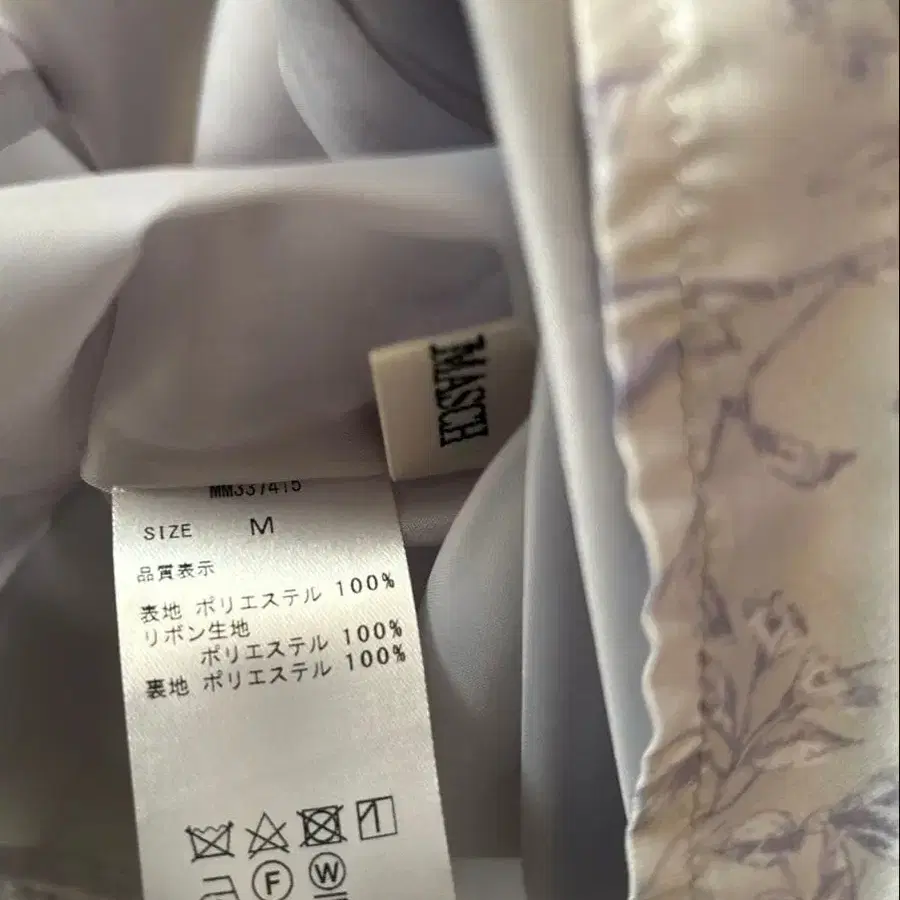 MASCH
MM337415
SIZE M
品質表示
表地 ポリエステル 100%
リボン生地
ポリエステル 100%
裏地 ポリエステル 100%
F W